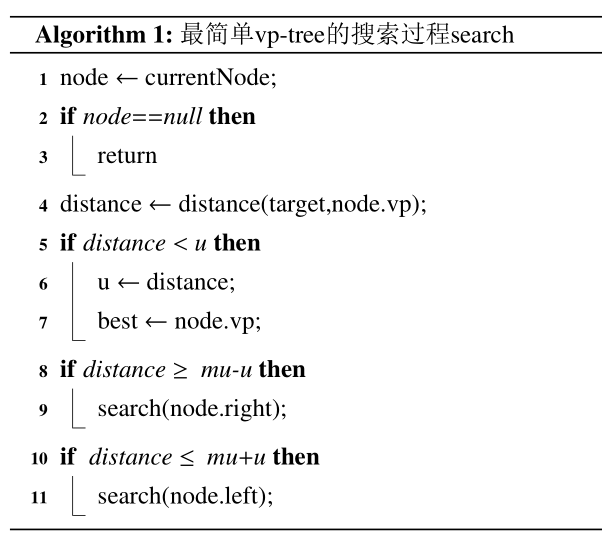 Algorithm 1: 最简单vp-tree的搜索过程search
1 node ← currentNode;
2 if node==null then
3 return
4 distance ← distance(target,node.vp);
5 if distance < u then
6 u ← distance;
7 best ← node.vp;
8 if distance ≥ mu-u then
9 search(node.right);
10 if distance ≤ mu+u then
11 search(node.left);